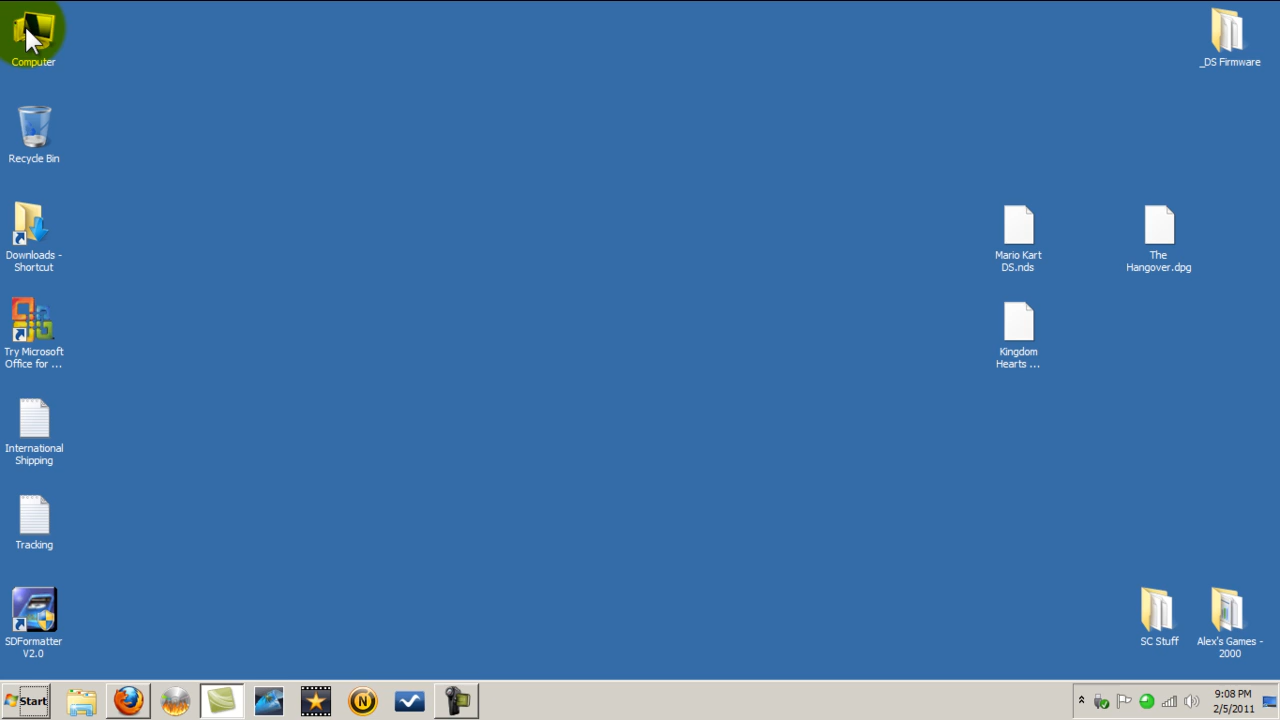 Computer
_DS Firmware
Recycle Bin
Downloads -
Shortcut
Mario Kart
DS.nds
The
Hangover.dpg
Try Microsoft
Office for ...
Kingdom
Hearts ...
International
Shipping
Tracking
SDFormatter
V2.0
SC Stuff
Alex's Games -
2000
Start
N
9:08 PM
2/5/2011